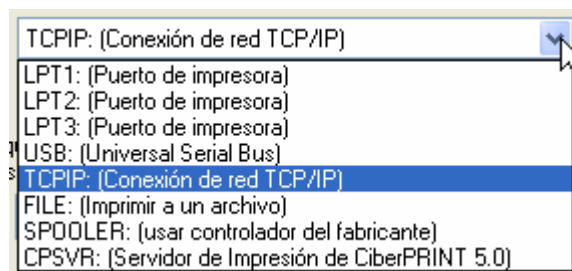 TCPIP: (Conexión de red TCP/IP)
LPT1: (Puerto de impresora)
LPT2: (Puerto de impresora)
LPT3: (Puerto de impresora)
USB: (Universal Serial Bus)
TCPIP: (Conexión de red TCP/IP)
FILE: (Imprimir a un archivo)
SPOOLER: (usar controlador del fabricante)
CPSVR: (Servidor de Impresión de CiberPRINT 5.0)